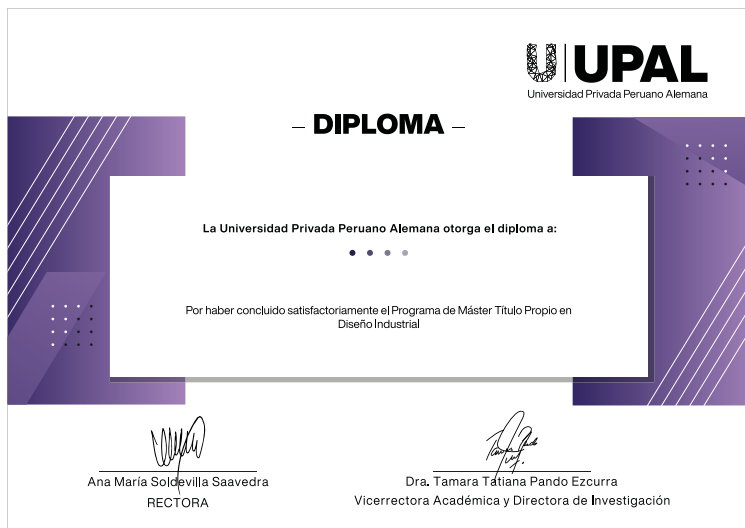 UPAL
Universidad Privada Peruano Alemana
– DIPLOMA –
La Universidad Privada Peruano Alemana otorga el diploma a:
Por haber concluido satisfactoriamente el Programa de Máster Título Propio en
Diseño Industrial
Ana María Soldevilla Saavedra
RECTORA
Dra. Tamara Tatiana Pando Ezcurra
Vicerrectora Académica y Directora de Investigación